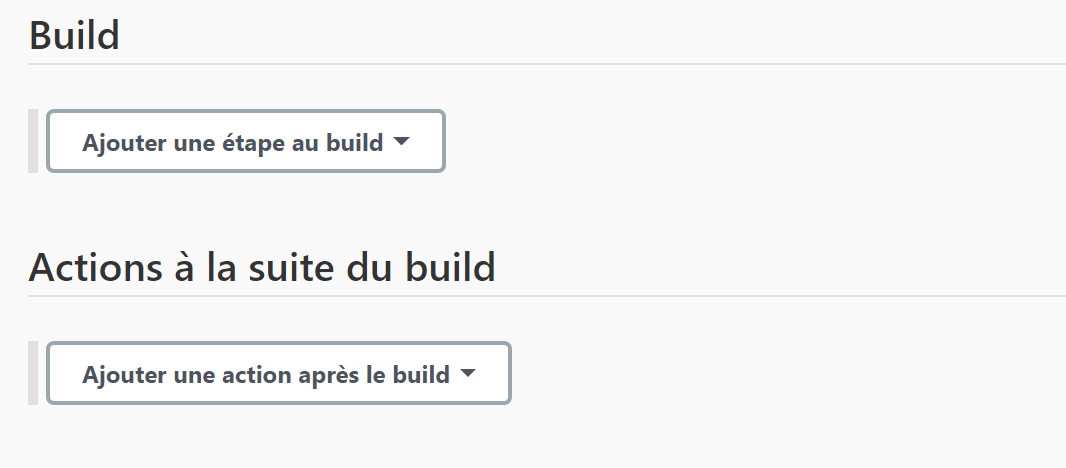 Build
Ajouter une étape au build
Actions à la suite du build
Ajouter une action après le build